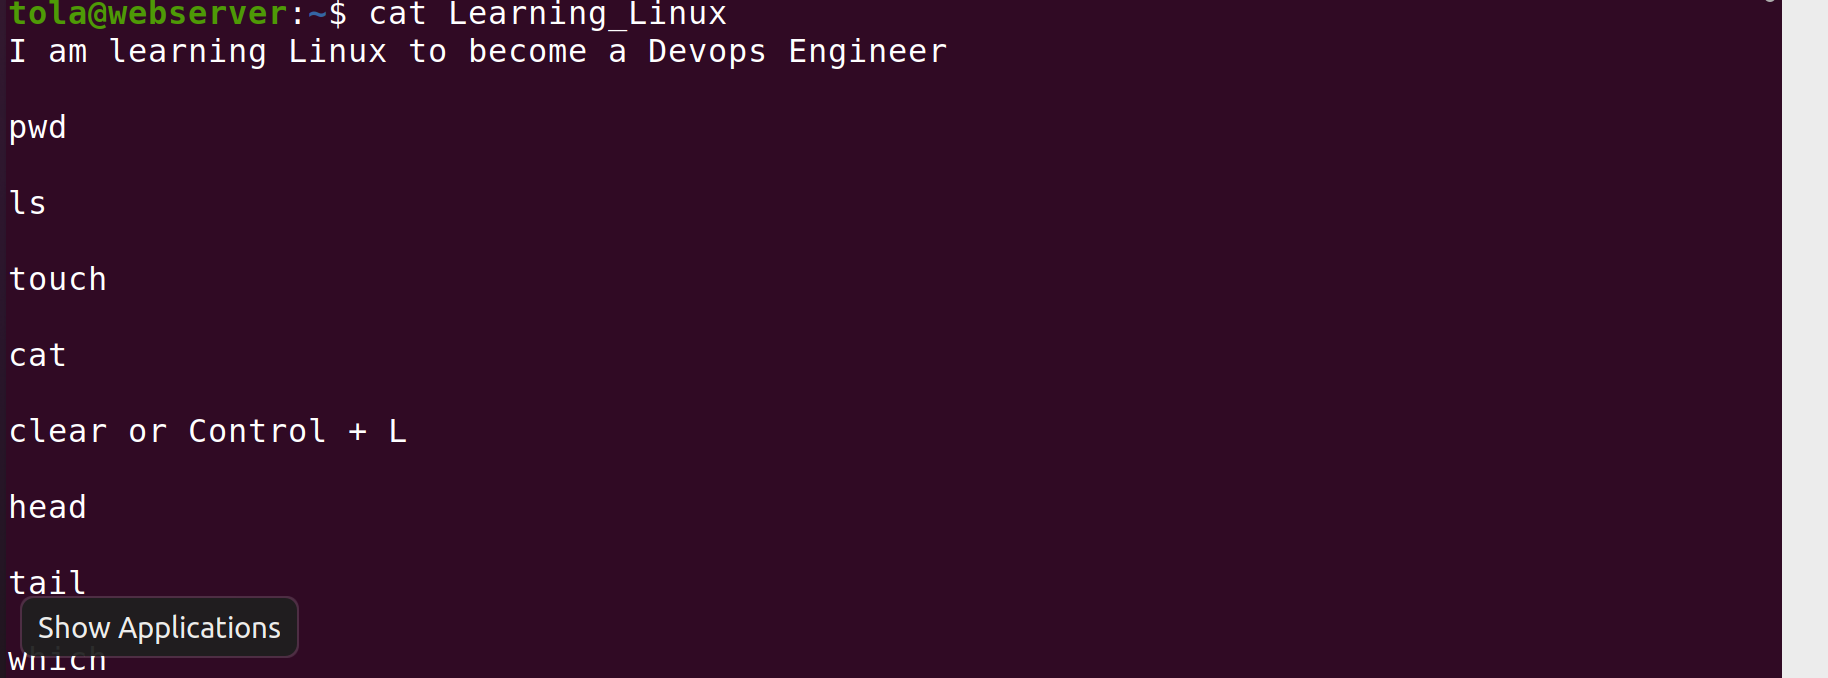 tola@webserver:~$ cat Learning_Linux
I am learning Linux to become a Devops Engineer
pwd
ls
touch
cat
clear or Control + L
head
tail
Show Applications
which